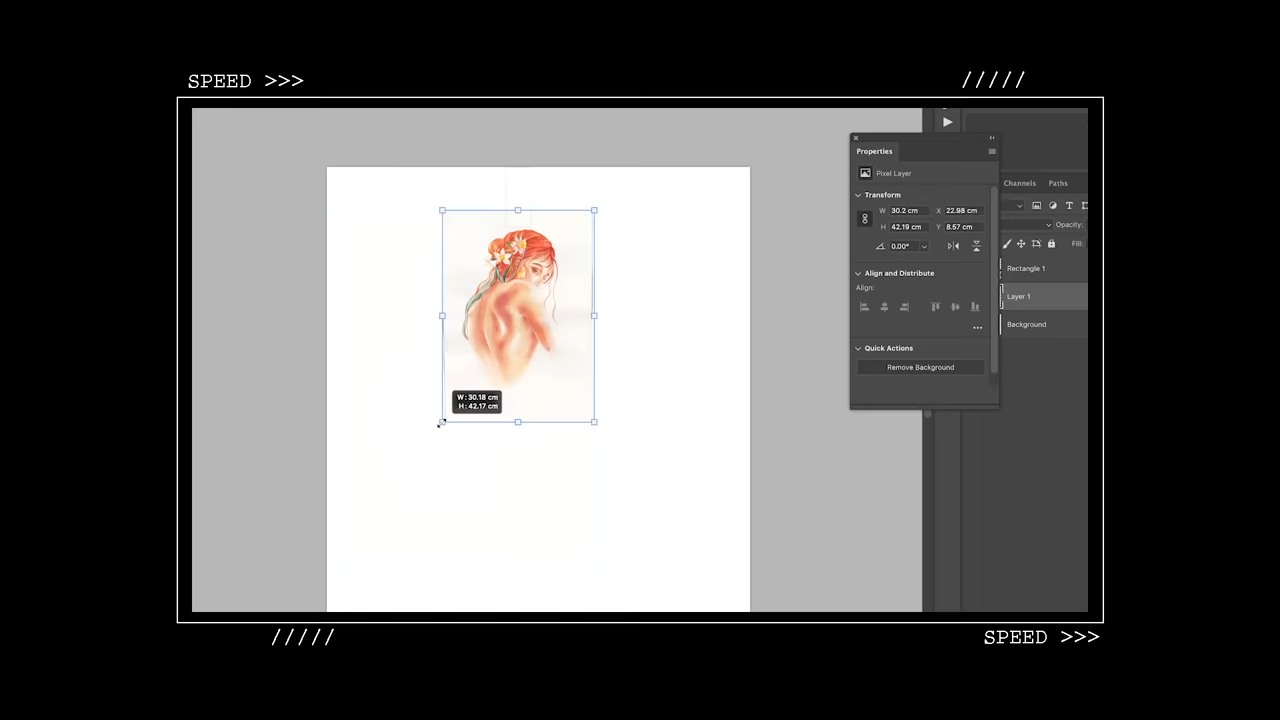 SPEED >>>
/////
Properties
Pixel Layer
Channels Paths
Transform
W 30.2 cm X 22.98 cm
H 42.19 cm Y 8.57 cm
Opacity:
0.00°
Fill:
Align and Distribute
Rectangle 1
Align:
Layer 1
Background
Quick Actions
Remove Background
W: 30.18 cm
H: 42.17 cm
/////
SPEED >>>